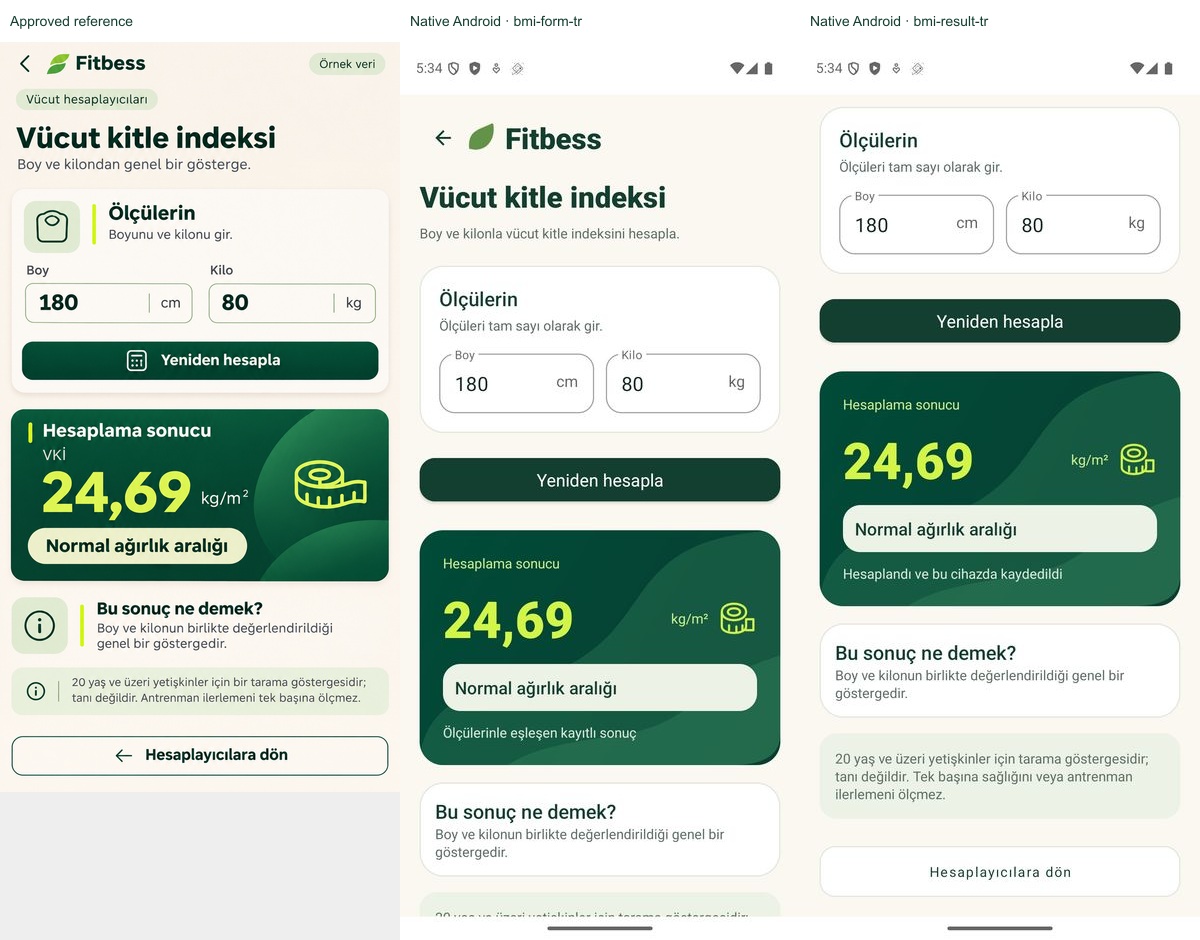 Approved reference
Fitbess
Örnek veri
Vücut hesaplayıcıları
Vücut kitle indeksi
Boy ve kilondan genel bir gösterge.
Ölçülerin
Boyunu ve kilonu gir.
Boy
Kilo
180 cm
80 kg
Yeniden hesapla
Hesaplama sonucu
VKİ
24,69 kg/m²
Normal ağırlık aralığı
Bu sonuç ne demek?
Boy ve kilonun birlikte değerlendirildiği
genel bir göstergedir.
20 yaş ve üzeri yetişkinler için bir tarama göstergesidir;
tanı değildir. Antrenman ilerlemeni tek başına ölçmez.
Hesaplayıcılara dön
Native Android · bmi-form-tr
5:34
Fitbess
Vücut kitle indeksi
Boy ve kilonla vücut kitle indeksini hesapla.
Ölçülerin
Ölçüleri tam sayı olarak gir.
Boy
Kilo
180 cm
80 kg
Yeniden hesapla
Hesaplama sonucu
24,69 kg/m²
Normal ağırlık aralığı
Ölçülerinle eşleşen kayıtlı sonuç
Bu sonuç ne demek?
Boy ve kilonun birlikte değerlendirildiği genel bir
göstergedir.
20 yaş ve üzeri yetişkinler için tarama göstergesidir;
Native Android · bmi-result-tr
5:34
Ölçülerin
Ölçüleri tam sayı olarak gir.
Boy
Kilo
180 cm
80 kg
Yeniden hesapla
Hesaplama sonucu
24,69 kg/m²
Normal ağırlık aralığı
Hesaplandı ve bu cihazda kaydedildi
Bu sonuç ne demek?
Boy ve kilonun birlikte değerlendirildiği genel bir
göstergedir.
20 yaş ve üzeri yetişkinler için tarama göstergesidir;
tanı değildir. Tek başına sağlığını veya antrenman
ilerlemeni ölçmez.
Hesaplayıcılara dön